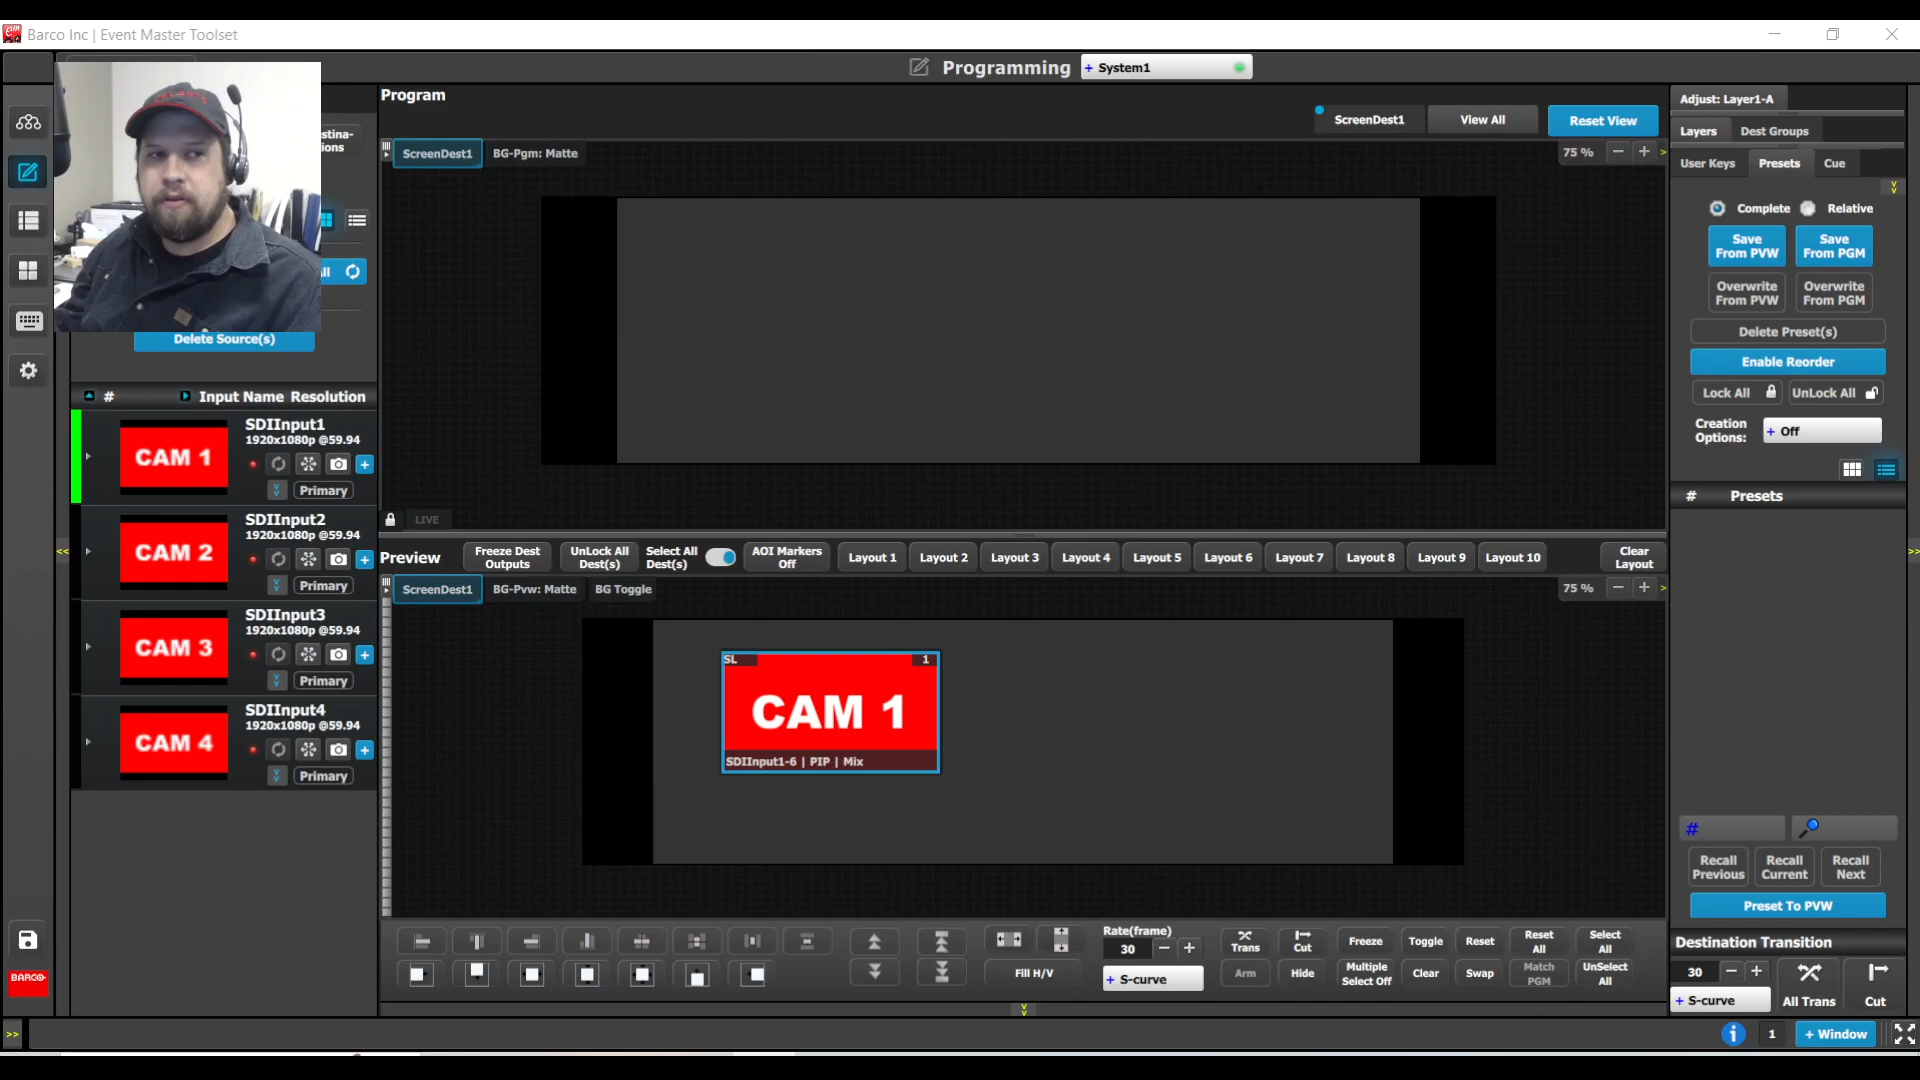 Barco Inc | Event Master Toolset
Programming
+ System1
Program
ScreenDest1
View All
Reset View
ScreenDest1
BG-Pgm: Matte
75 %
LIVE
Delete Source(s)
#
Input Name
Resolution
CAM 1
SDIInput1
1920x1080p @59.94
Primary
CAM 2
SDIInput2
1920x1080p @59.94
Primary
CAM 3
SDIInput3
1920x1080p @59.94
Primary
CAM 4
SDIInput4
1920x1080p @59.94
Primary
BARCO
Preview
Freeze Dest
Outputs
UnLock All
Dest(s)
Select All
Dest(s)
AOI Markers
Off
Layout 1
Layout 2
Layout 3
Layout 4
Layout 5
Layout 6
Layout 7
Layout 8
Layout 9
Layout 10
Clear
Layout
ScreenDest1
BG-Pvw: Matte
BG Toggle
75 %
SL
1
CAM 1
SDIInput1-6 | PIP | Mix
Fill H/V
Rate(frame)
30
+ S-curve
Trans
Arm
Cut
Hide
Freeze
Multiple
Select Off
Toggle
Clear
Reset
Swap
Reset
All
Match
PGM
Select
All
UnSelect
All
Adjust: Layer1-A
Layers
Dest Groups
User Keys
Presets
Cue
Complete
Relative
Save
From PVW
Save
From PGM
Overwrite
From PVW
Overwrite
From PGM
Delete Preset(s)
Enable Reorder
Lock All
UnLock All
Creation
Options:
+ Off
#
Presets
#
Recall
Previous
Recall
Current
Recall
Next
Preset To PVW
Destination Transition
30
+ S-curve
All Trans
Cut
1
+ Window